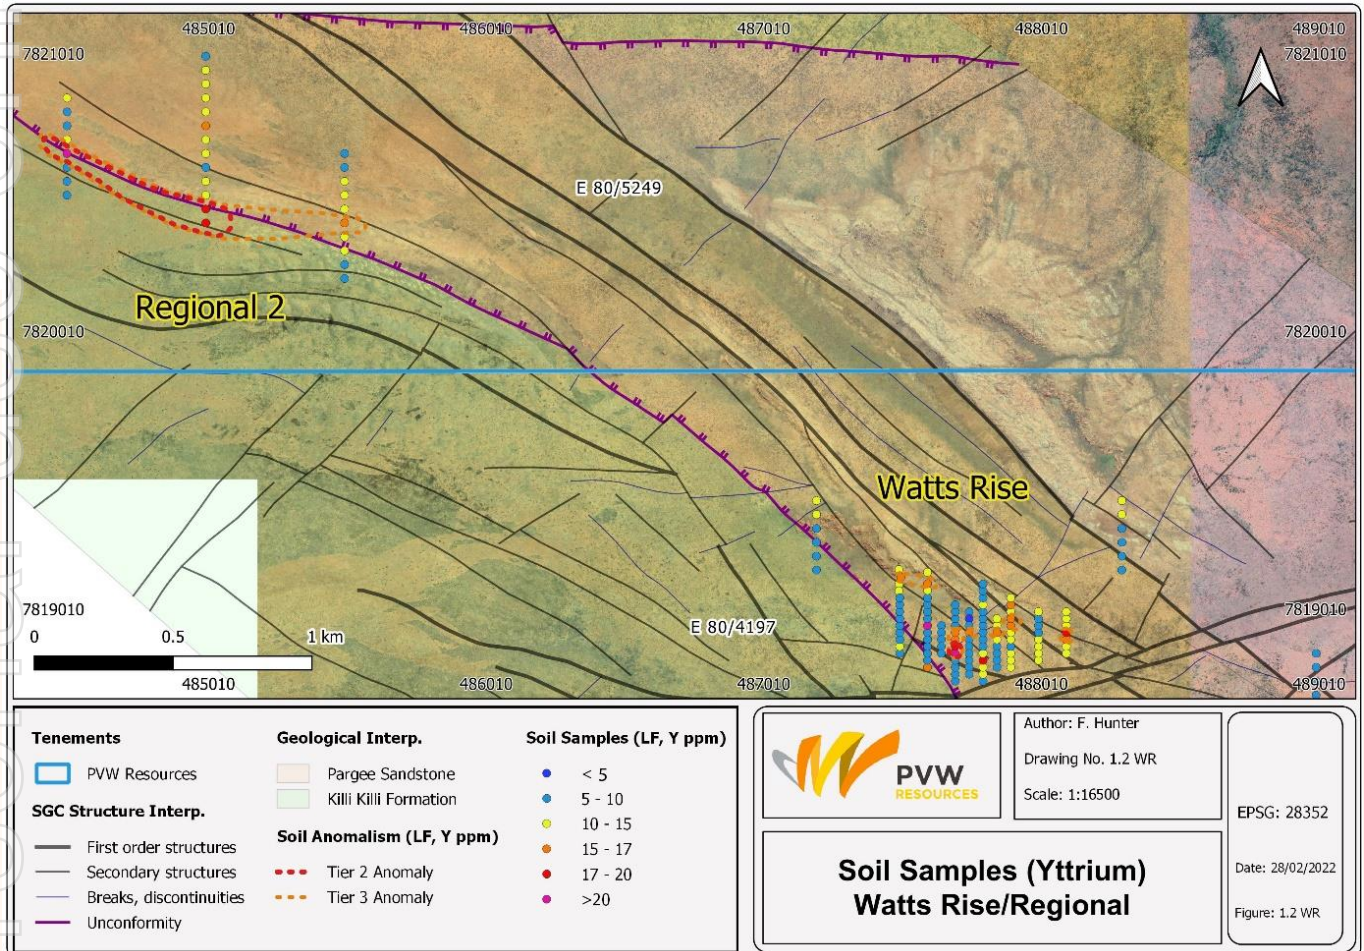 485010 486010 487010 488010 489010
7821010 7821010
E 80/5249
Regional 2
7820010 7820010
Watts Rise
7819010 7819010
E 80/4197
0 0.5 1 km
485010 486010 487010 488010 489010
Tenements
PVW Resources
SGC Structure Interp.
First order structures
Secondary structures
Breaks, discontinuities
Unconformity
Geological Interp.
Pargee Sandstone
Killi Killi Formation
Soil Anomalism (LF, Y ppm)
Tier 2 Anomaly
Tier 3 Anomaly
Soil Samples (LF, Y ppm)
< 5
5 - 10
10 - 15
15 - 17
17 - 20
>20
PVW
RESOURCES
Author: F. Hunter
Drawing No. 1.2 WR
Scale: 1:16500
Soil Samples (Yttrium)
Watts Rise/Regional
EPSG: 28352
Date: 28/02/2022
Figure: 1.2 WR